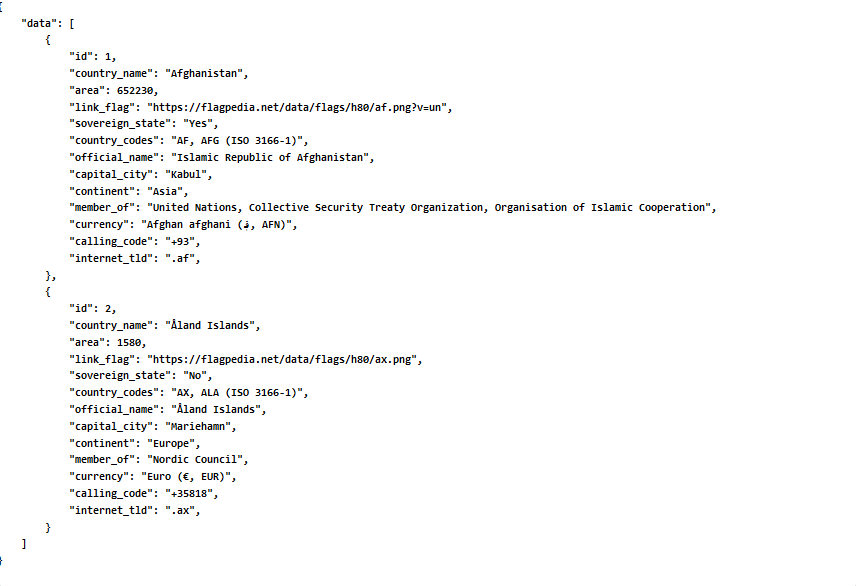 {
"data": [
{
"id": 1,
"country_name": "Afghanistan",
"area": 652230,
"link_flag": "https://flagpedia.net/data/flags/h80/af.png?v=un",
"sovereign_state": "Yes",
"country_codes": "AF, AFG (ISO 3166-1)",
"official_name": "Islamic Republic of Afghanistan",
"capital_city": "Kabul",
"continent": "Asia",
"member_of": "United Nations, Collective Security Treaty Organization, Organisation of Islamic Cooperation",
"currency": "Afghan afghani (؋, AFN)",
"calling_code": "+93",
"internet_tld": ".af",
},
{
"id": 2,
"country_name": "Åland Islands",
"area": 1580,
"link_flag": "https://flagpedia.net/data/flags/h80/ax.png",
"sovereign_state": "No",
"country_codes": "AX, ALA (ISO 3166-1)",
"official_name": "Åland Islands",
"capital_city": "Mariehamn",
"continent": "Europe",
"member_of": "Nordic Council",
"currency": "Euro (€, EUR)",
"calling_code": "+35818",
"internet_tld": ".ax",
}
]
}